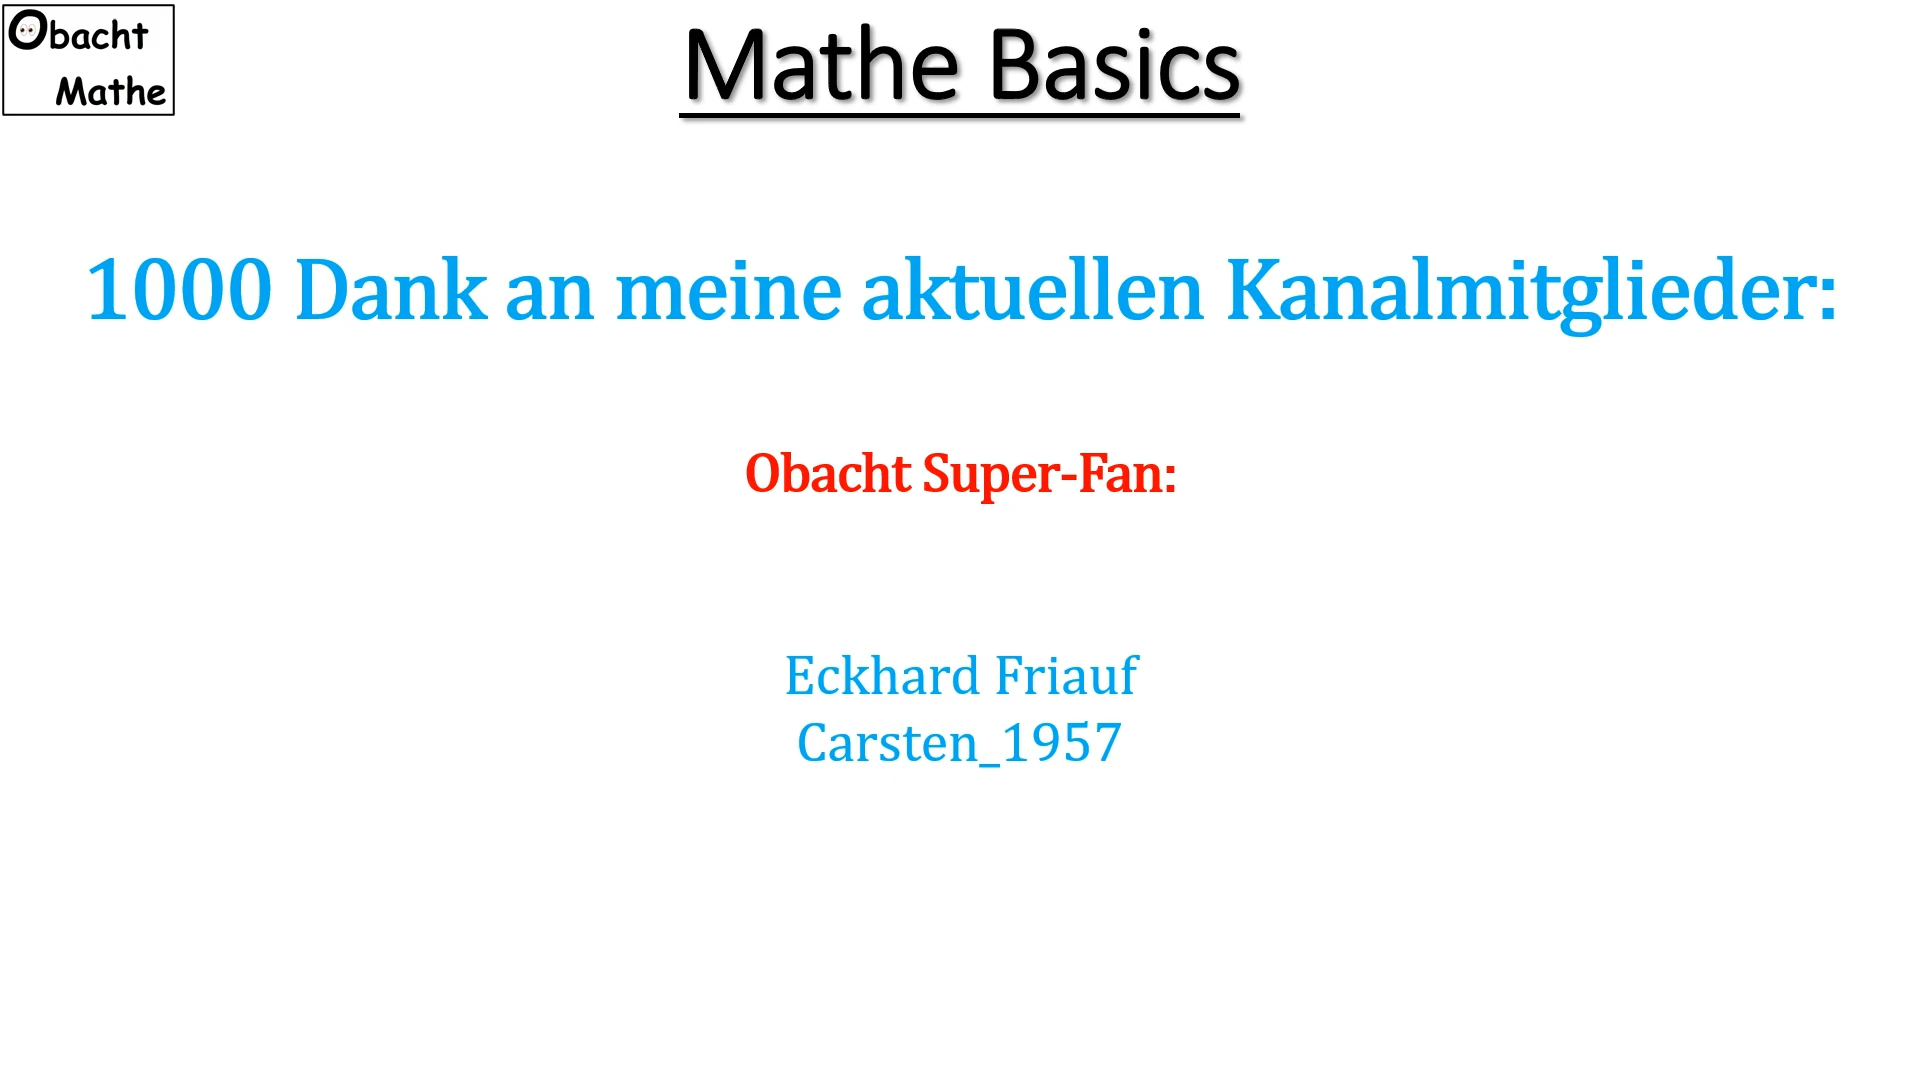 Obacht
Mathe
Mathe Basics
1000 Dank an meine aktuellen Kanalmitglieder:
Obacht Super-Fan:
Eckhard Friauf
Carsten_1957